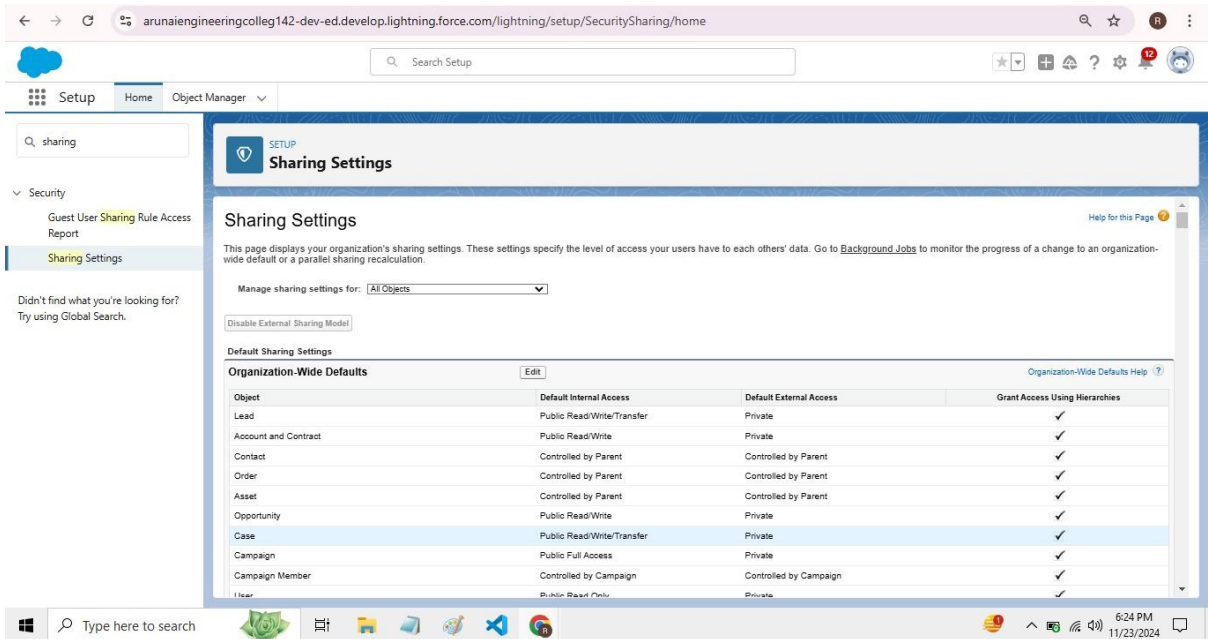 arunaiengineeringcolleg142-dev-ed.develop.lightning.force.com/lightning/setup/SecuritySharing/home
R
Search Setup
12
Setup
Home
Object Manager
sharing
Security
Guest User Sharing Rule Access
Report
Sharing Settings
Didn't find what you're looking for?
Try using Global Search.
SETUP
Sharing Settings
Sharing Settings
Help for this Page
This page displays your organization's sharing settings. These settings specify the level of access your users have to each others' data. Go to Background Jobs to monitor the progress of a change to an organization-
wide default or a parallel sharing recalculation.
Manage sharing settings for: All Objects
Disable External Sharing Model
Default Sharing Settings
Organization-Wide Defaults Edit Organization-Wide Defaults Help ?
Object Default Internal Access Default External Access Grant Access Using Hierarchies
Lead Public Read/Write/Transfer Private ✓
Account and Contract Public Read/Write Private ✓
Contact Controlled by Parent Controlled by Parent ✓
Order Controlled by Parent Controlled by Parent ✓
Asset Controlled by Parent Controlled by Parent ✓
Opportunity Public Read/Write Private ✓
Case Public Read/Write/Transfer Private ✓
Campaign Public Full Access Private ✓
Campaign Member Controlled by Campaign Controlled by Campaign ✓
User Public Read Only Private ✓
Type here to search
6:24 PM
11/23/2024